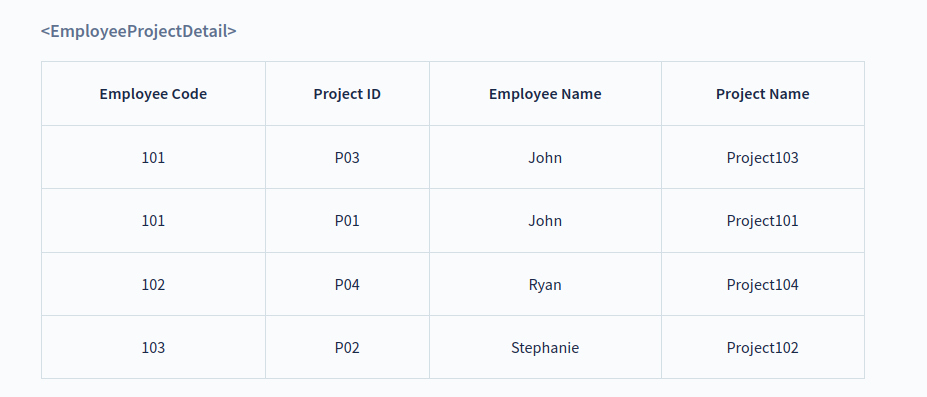 <EmployeeProjectDetail>
Employee Code Project ID Employee Name Project Name
101 P03 John Project103
101 P01 John Project101
102 P04 Ryan Project104
103 P02 Stephanie Project102